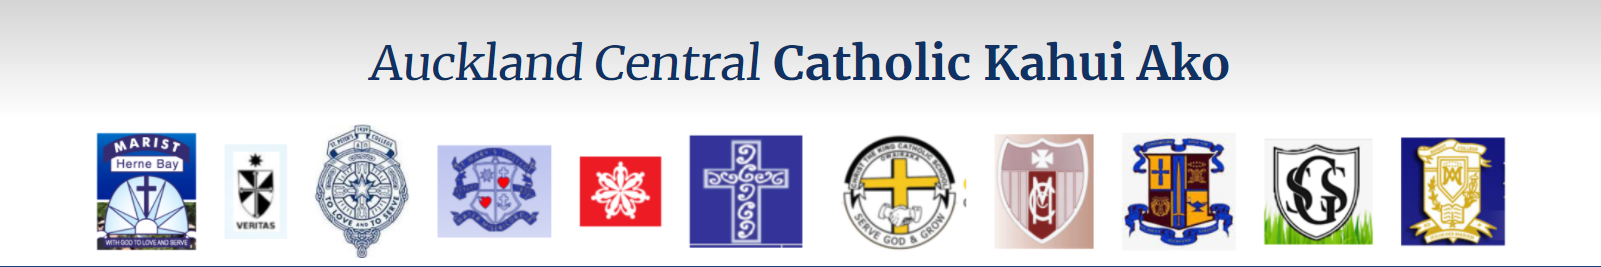 Auckland Central Catholic Kahui Ako
MARIST
Herne Bay
WITH GOD TO LOVE AND SERVE
VERITAS
ST PETER'S COLLEGE
TO LOVE AND TO SERVE
CHRIST THE KING CATHOLIC SCHOOL
OWAIRAKA
SERVE GOD & GROW
SGS